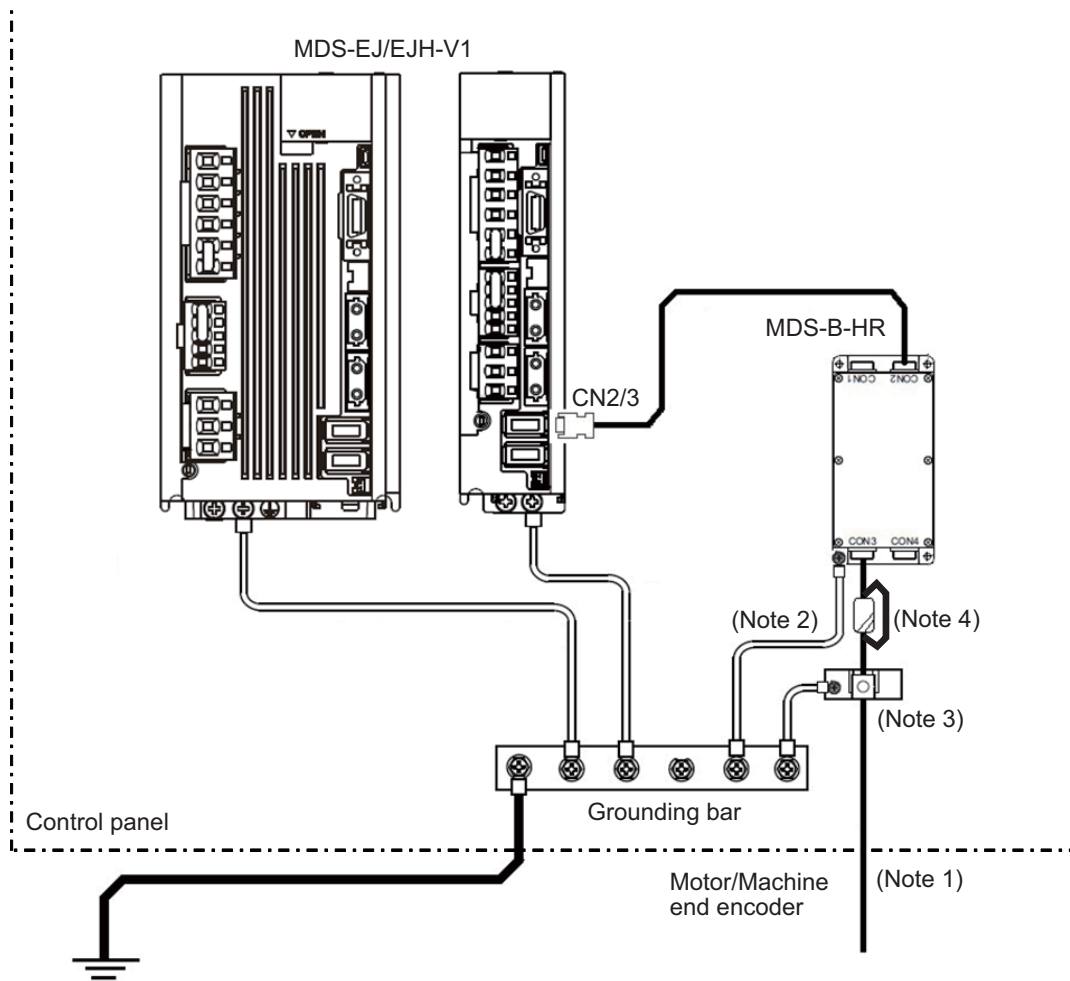 MDS-EJ/EJH-V1
▽ OPEN
MDS-B-HR
CON1
CON2
CN2/3
CON3
CON4
(Note 2)
(Note 4)
(Note 3)
Grounding bar
Control panel
Motor/Machine
end encoder
(Note 1)